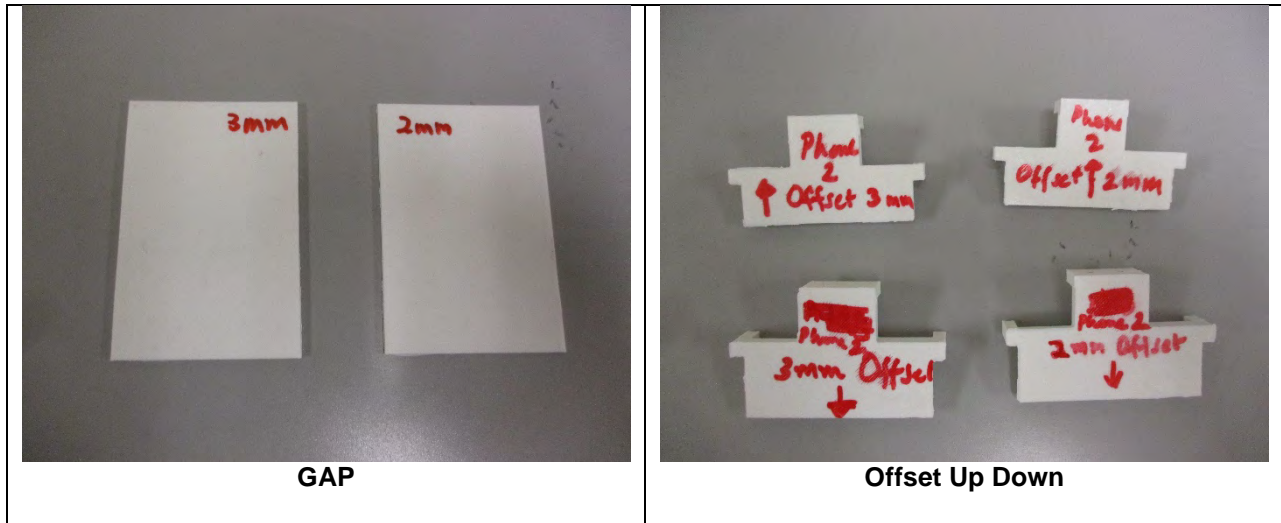 3mm
2mm
GAP
Phone
2
↑ Offset 3mm
Phone
2
Offset ↑ 2mm
Phone 2
3mm Offset
↓
Phone 2
2mm Offset
↓
Offset Up Down